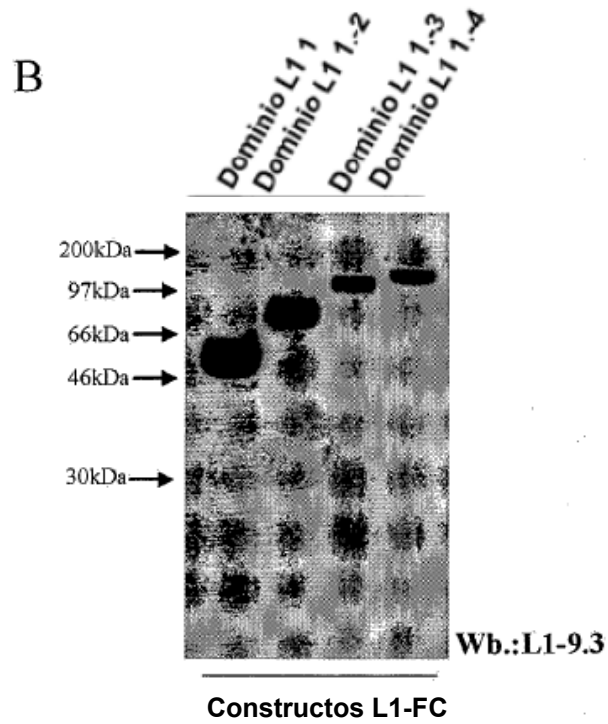 B
Dominio L1 1
Dominio L1 1.-2
Dominio L1 1.-3
Dominio L1 1.-4
200kDa
97kDa
66kDa
46kDa
30kDa
Wb.:L1-9.3
Constructos L1-FC